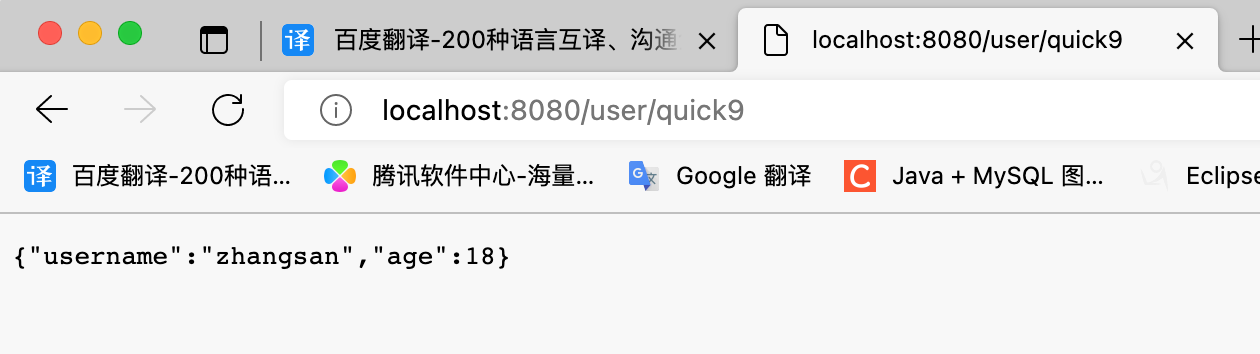 译 百度翻译-200种语言互译、沟通 localhost:8080/user/quick9
localhost:8080/user/quick9
译 百度翻译-200种语... 腾讯软件中心-海量... G 文 Google 翻译 C Java + MySQL 图... Eclipse
{"username":"zhangsan","age":18}